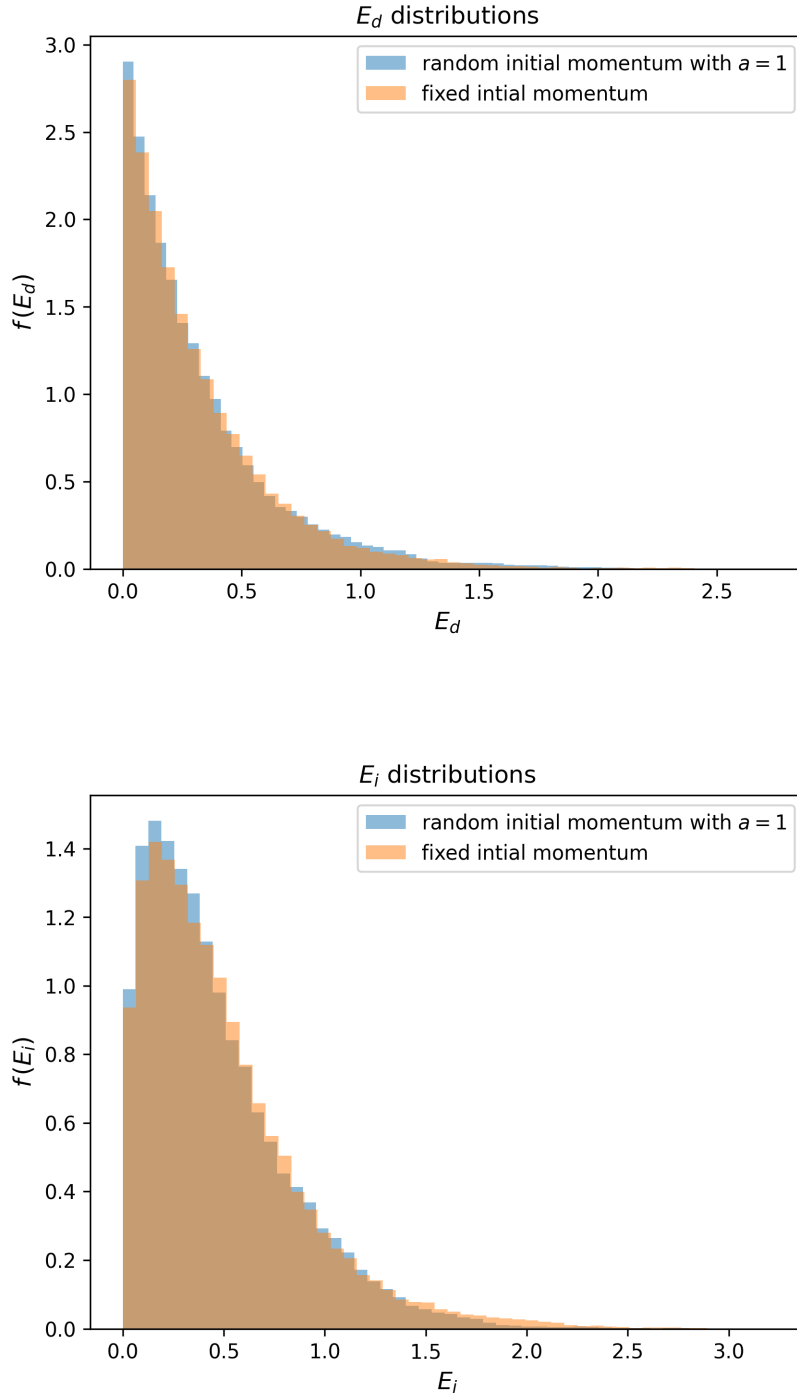 E_d distributions
random initial momentum with a = 1
fixed intial momentum
3.0
2.5
2.0
1.5
1.0
0.5
0.0
f(E_d)
0.0 0.5 1.0 1.5 2.0 2.5
E_d
E_i distributions
random initial momentum with a = 1
fixed intial momentum
1.4
1.2
1.0
0.8
0.6
0.4
0.2
0.0
f(E_i)
0.0 0.5 1.0 1.5 2.0 2.5 3.0
E_i